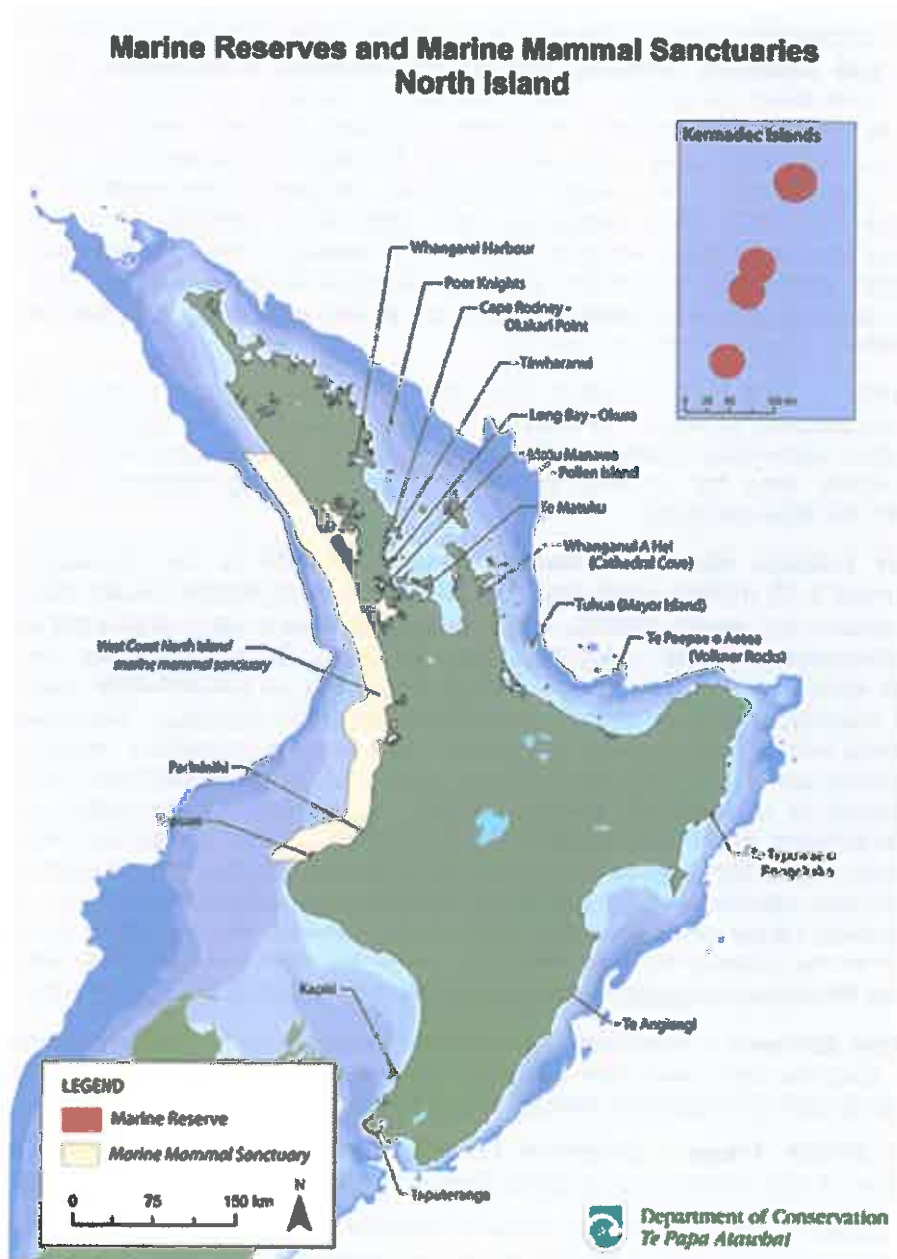 Marine Reserves and Marine Mammal Sanctuaries
North Island
Kermadec Islands
Whangarei Harbour
Poor Knights
Cape Rodney -
Okakari Point
Tawharanui
Long Bay - Okura
Motu Manawa
Pollen Island
Te Matuku
Whanganui A Hei
(Cathedral Cove)
Tuhua (Mayor Island)
Te Paepae o Aotea
(Volkner Rocks)
West Coast North Island
marine mammal sanctuary
Parininihi
Te Tapuwae o
Rongokako
Kapiti
Te Angiangi
LEGEND
Marine Reserve
Marine Mammal Sanctuary
0 75 150 km
N
Taputeranga
Department of Conservation
Te Papa Atawhai